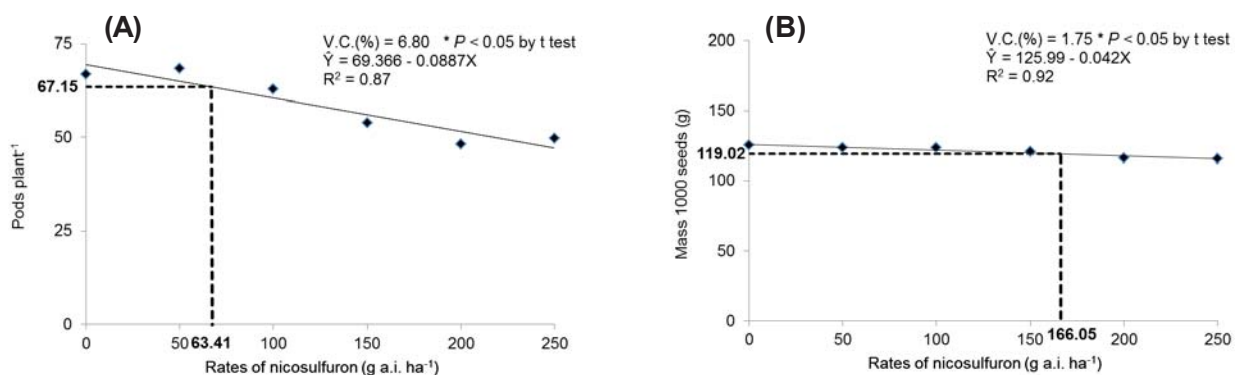 (A)
V.C.(%) = 6.80 * P < 0.05 by t test
Ŷ = 69.366 - 0.0887X
R² = 0.87
Pods plant⁻¹
75
67.15
50
25
0
0 50 63.41 100 150 200 250
Rates of nicosulfuron (g a.i. ha⁻¹)
(B)
V.C.(%) = 1.75 * P < 0.05 by t test
Ŷ = 125.99 - 0.042X
R² = 0.92
Mass 1000 seeds (g)
200
150
119.02
100
50
0
0 50 100 150 166.05 200 250
Rates of nicosulfuron (g a.i. ha⁻¹)